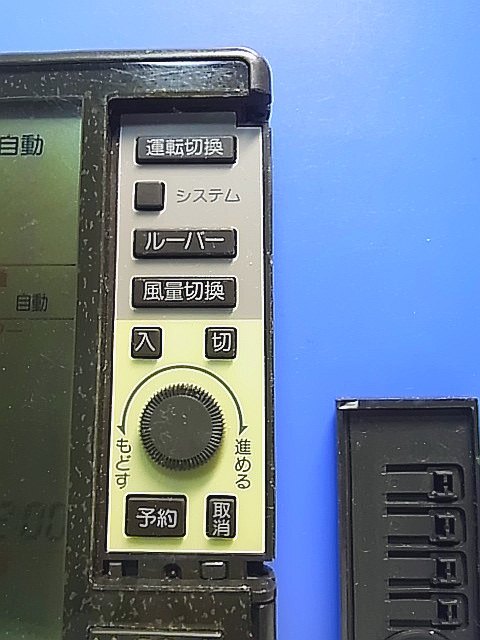 自動
運転切換
システム
ルーバー
風量切換
自動
入
切
もどす
進める
予約
取消